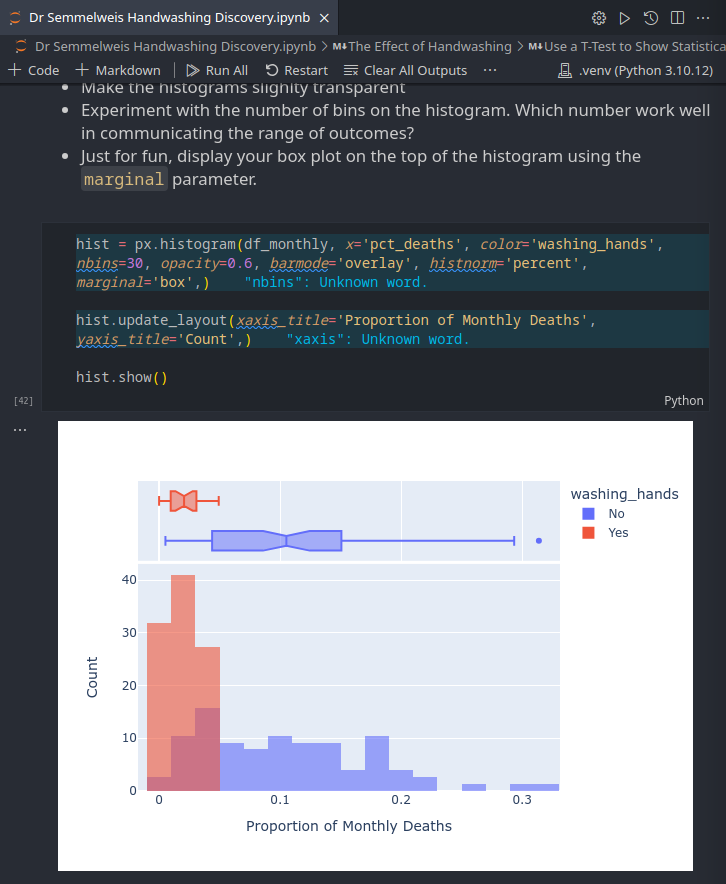 Dr Semmelweis Handwashing Discovery.ipynb
Dr Semmelweis Handwashing Discovery.ipynb > M↓The Effect of Handwashing > M↓Use a T-Test to Show Statistica
+ Code + Markdown | Run All Restart Clear All Outputs ... .venv (Python 3.10.12)
Make the histograms slighlty transparent
Experiment with the number of bins on the histogram. Which number work well
in communicating the range of outcomes?
Just for fun, display your box plot on the top of the histogram using the
marginal parameter.
hist = px.histogram(df_monthly, x='pct_deaths', color='washing_hands',
nbins=30, opacity=0.6, barmode='overlay', histnorm='percent',
marginal='box',) "nbins": Unknown word.
hist.update_layout(xaxis_title='Proportion of Monthly Deaths',
yaxis_title='Count',) "xaxis": Unknown word.
hist.show()
[42]
Python
...
washing_hands
No
Yes
40
30
20
10
0
Count
0 0.1 0.2 0.3
Proportion of Monthly Deaths